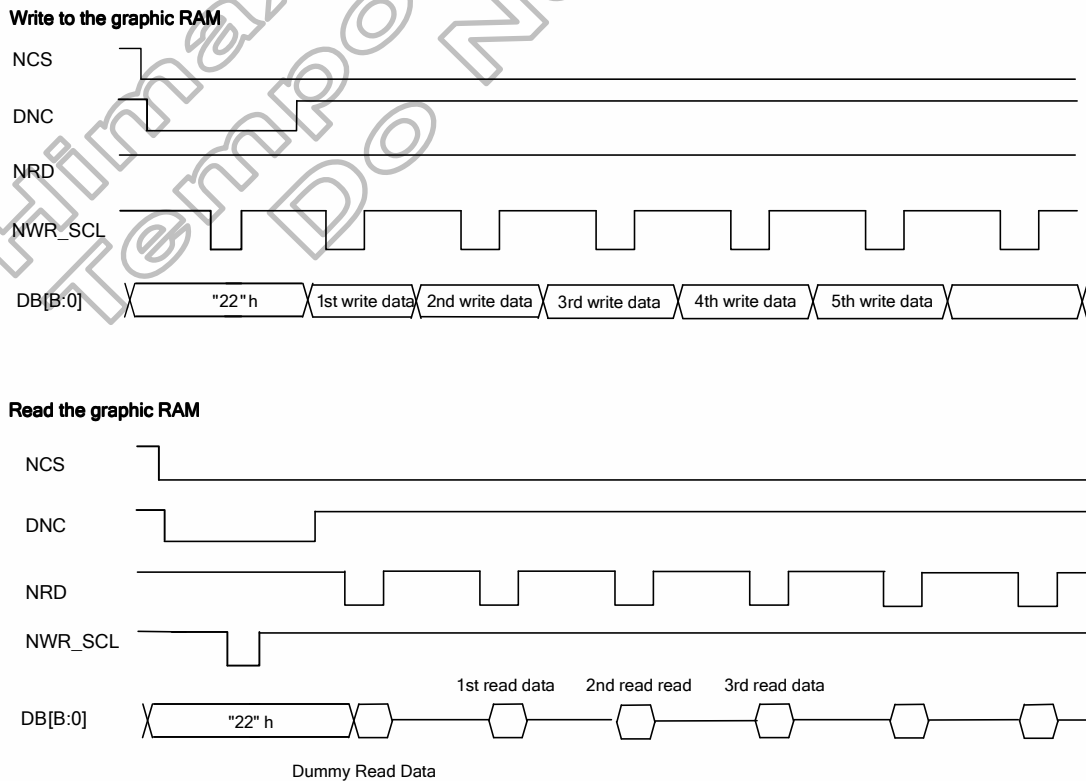 Write to the graphic RAM
NCS
DNC
NRD
NWR_SCL
DB[B:0] "22"h 1st write data 2nd write data 3rd write data 4th write data 5th write data
Read the graphic RAM
NCS
DNC
NRD
NWR_SCL
1st read data 2nd read read 3rd read data
DB[B:0] "22" h
Dummy Read Data